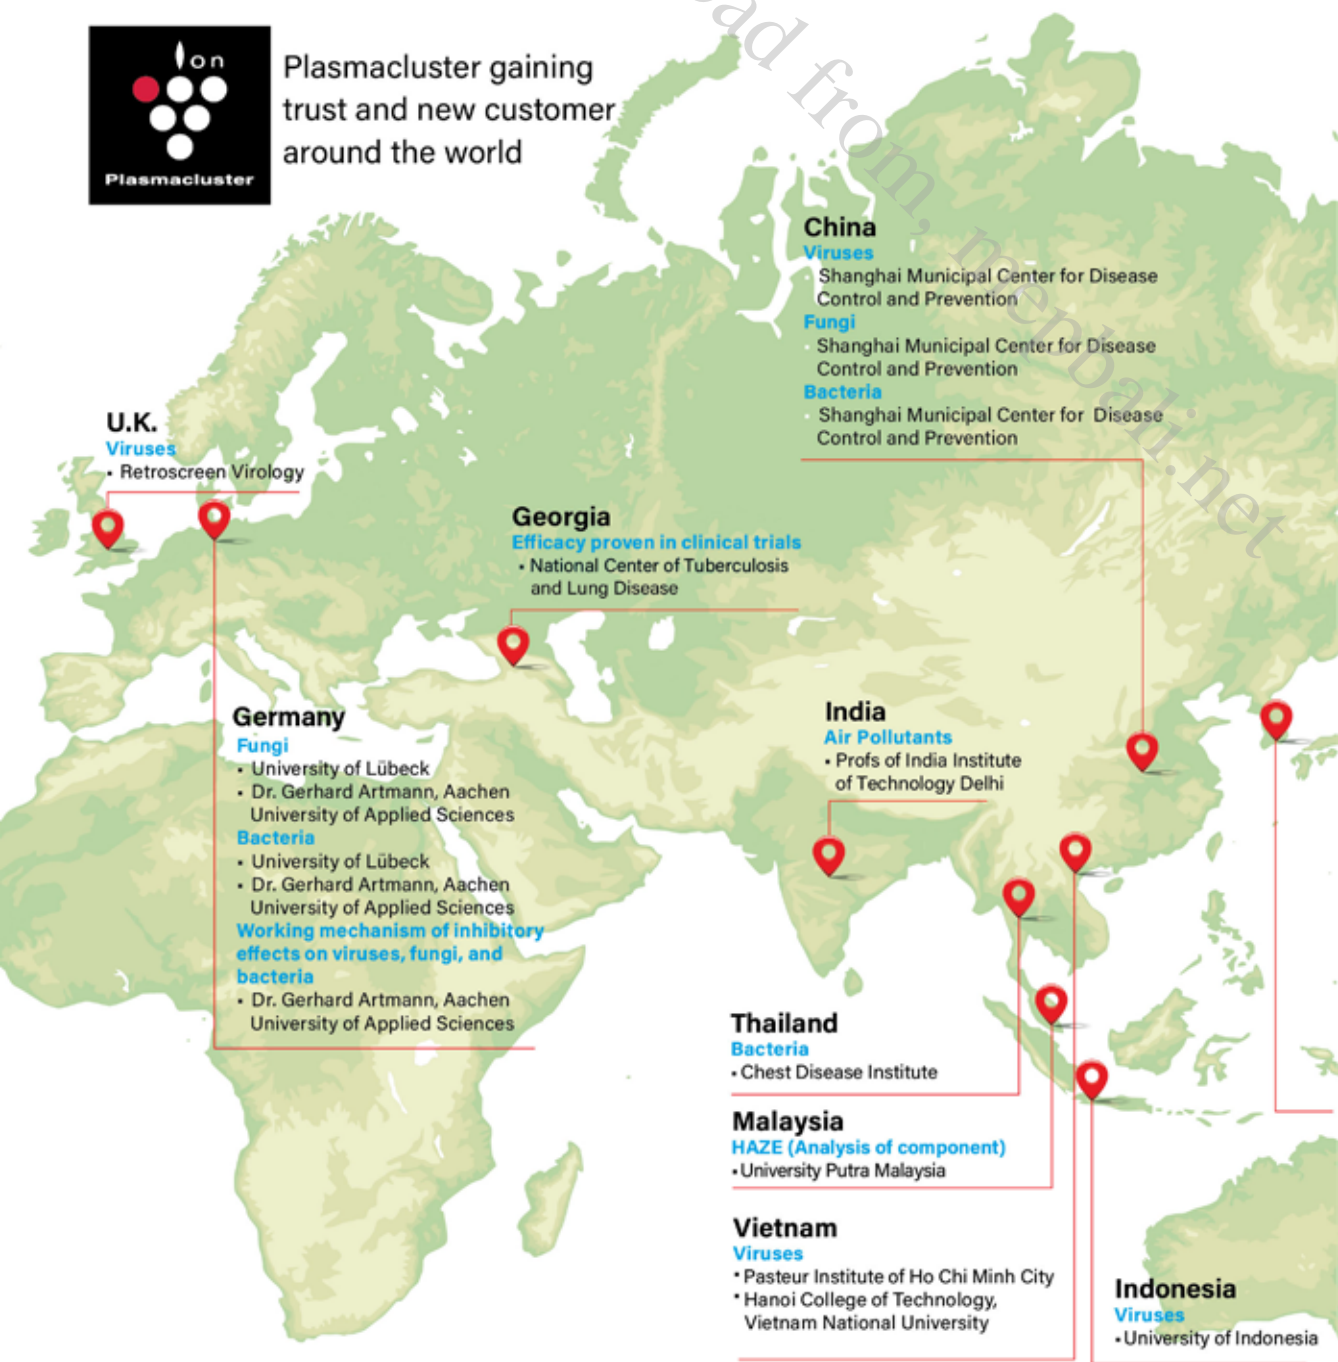 Ion
Plasmacluster
Plasmacluster gaining
trust and new customer
around the world
ad from, mepbali.net
China
Viruses
Shanghai Municipal Center for Disease
Control and Prevention
Fungi
Shanghai Municipal Center for Disease
Control and Prevention
Bacteria
Shanghai Municipal Center for Disease
Control and Prevention
U.K.
Viruses
• Retroscreen Virology
Georgia
Efficacy proven in clinical trials
• National Center of Tuberculosis
and Lung Disease
Germany
Fungi
• University of Lübeck
• Dr. Gerhard Artmann, Aachen
University of Applied Sciences
Bacteria
• University of Lübeck
• Dr. Gerhard Artmann, Aachen
University of Applied Sciences
Working mechanism of inhibitory
effects on viruses, fungi, and
bacteria
• Dr. Gerhard Artmann, Aachen
University of Applied Sciences
India
Air Pollutants
• Profs of India Institute
of Technology Delhi
Thailand
Bacteria
• Chest Disease Institute
Malaysia
HAZE (Analysis of component)
• University Putra Malaysia
Vietnam
Viruses
• Pasteur Institute of Ho Chi Minh City
• Hanoi College of Technology,
Vietnam National University
Indonesia
Viruses
• University of Indonesia